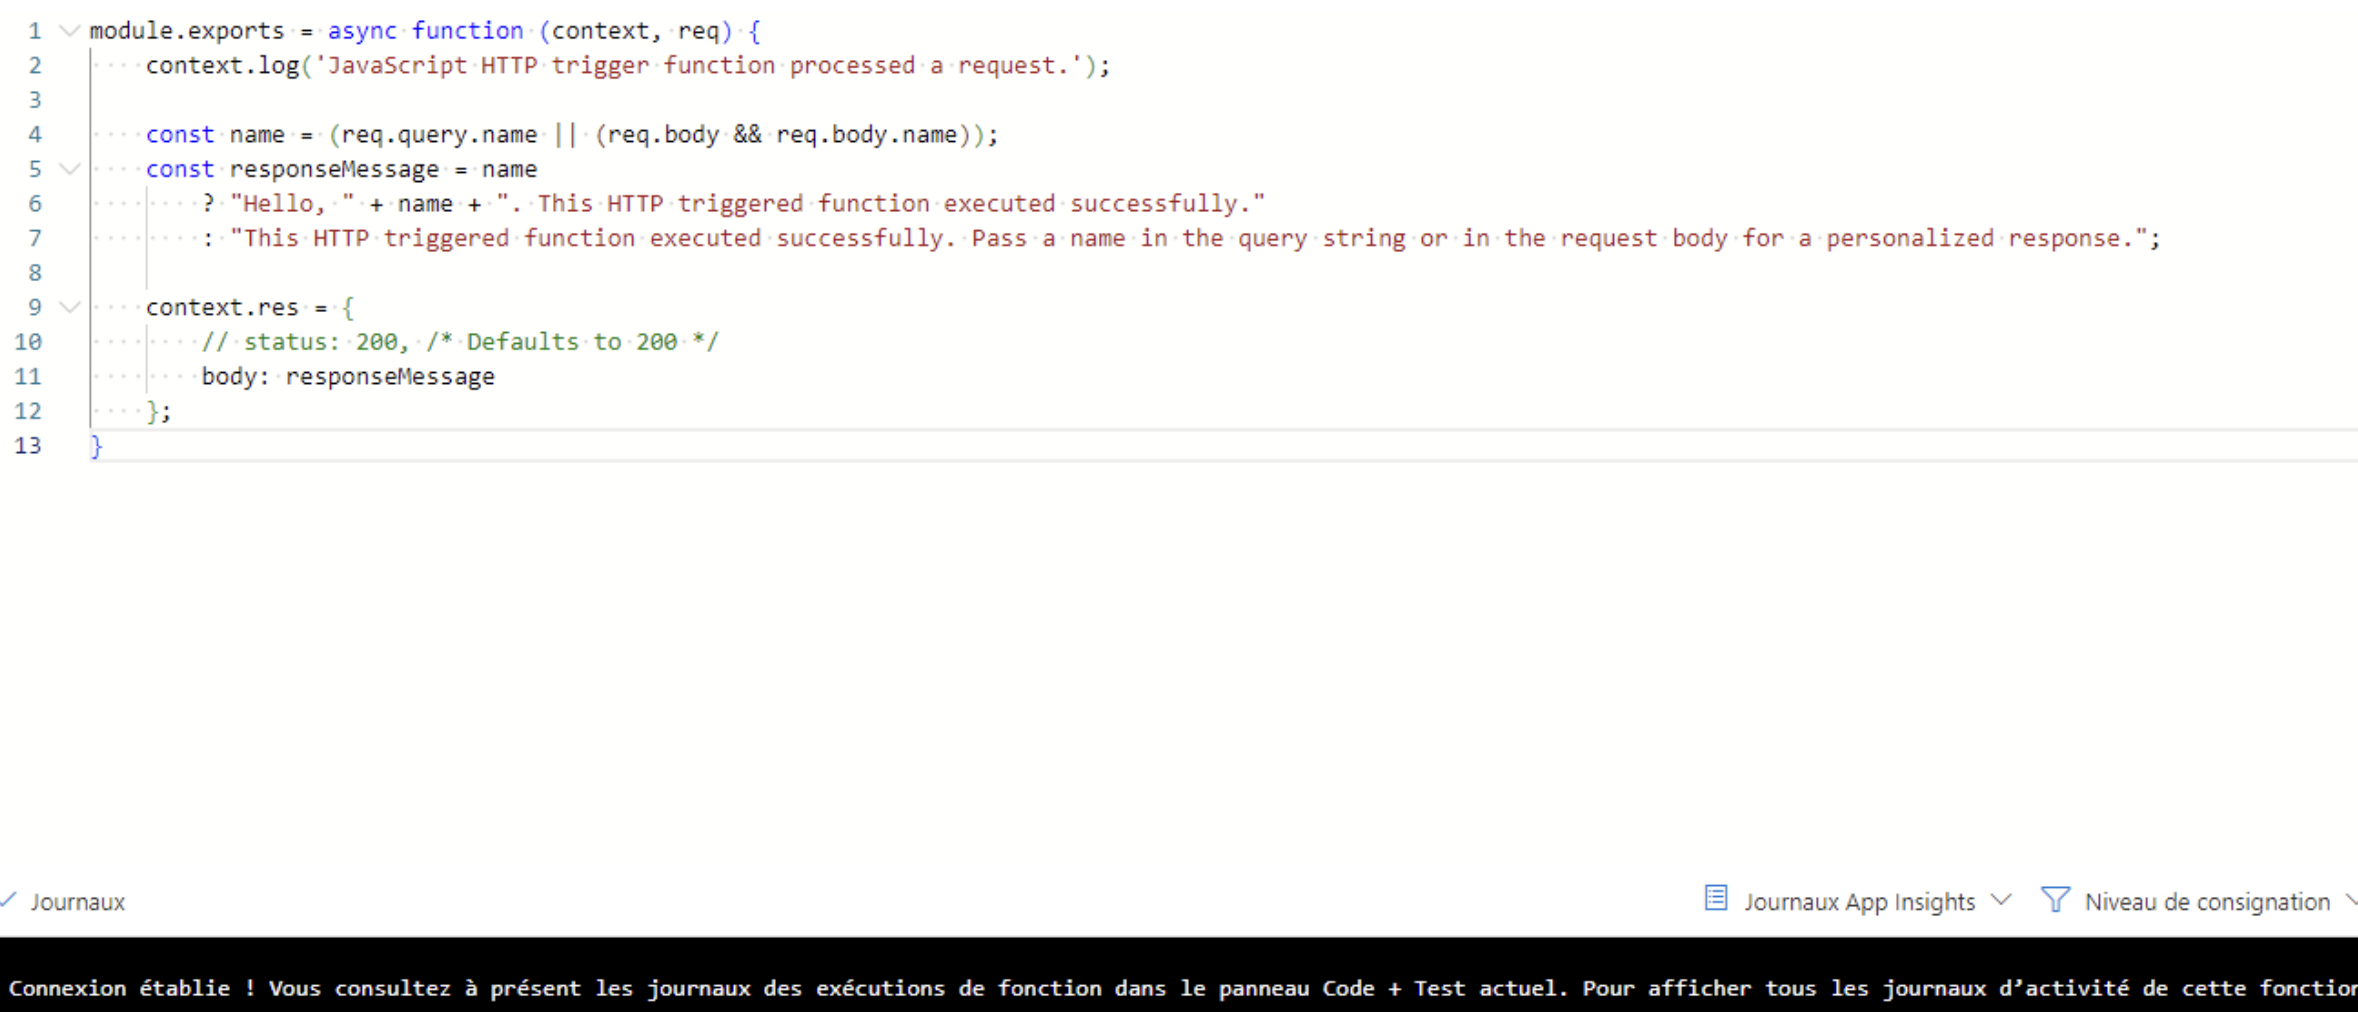 1 module.exports = async function (context, req) {
2     context.log('JavaScript HTTP trigger function processed a request.');
3
4     const name = (req.query.name || (req.body && req.body.name));
5     const responseMessage = name
6         ? "Hello, " + name + ". This HTTP triggered function executed successfully."
7         : "This HTTP triggered function executed successfully. Pass a name in the query string or in the request body for a personalized response.";
8
9     context.res = {
10         // status: 200, /* Defaults to 200 */
11         body: responseMessage
12     };
13 }
Journaux Journaux App Insights Niveau de consignation
Connexion établie ! Vous consultez à présent les journaux des exécutions de fonction dans le panneau Code + Test actuel. Pour afficher tous les journaux d’activité de cette fonction